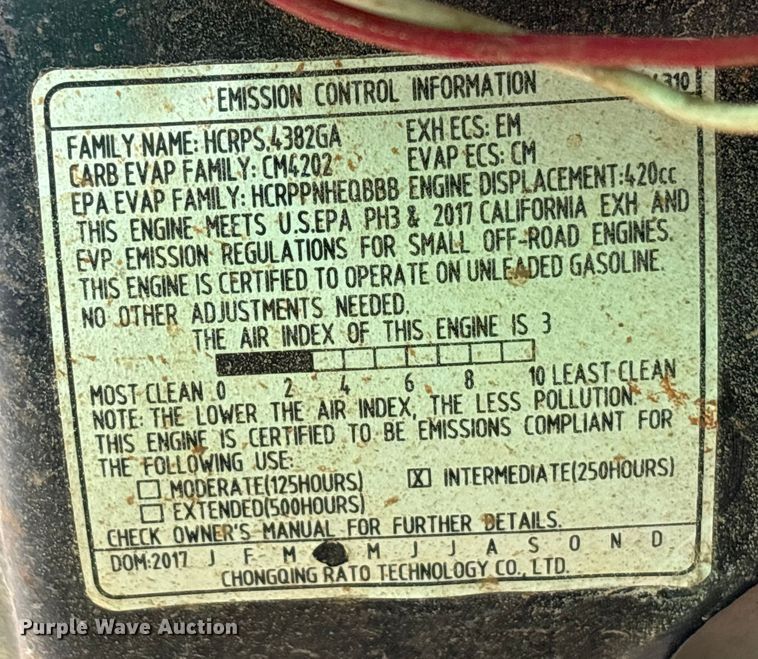 EMISSION CONTROL INFORMATION 310
FAMILY NAME: HCRPS.4382GA EXH ECS: EM
CARB EVAP FAMILY: CM4202 EVAP ECS: CM
EPA EVAP FAMILY: HCRPPNHEQBBB ENGINE DISPLACEMENT:420cc
THIS ENGINE MEETS U.S.EPA PH3 & 2017 CALIFORNIA EXH AND
EVP EMISSION REGULATIONS FOR SMALL OFF-ROAD ENGINES.
THIS ENGINE IS CERTIFIED TO OPERATE ON UNLEADED GASOLINE.
NO OTHER ADJUSTMENTS NEEDED.
THE AIR INDEX OF THIS ENGINE IS 3
MOST CLEAN 0 2 4 6 8 10 LEAST CLEAN
NOTE: THE LOWER THE AIR INDEX, THE LESS POLLUTION.
THIS ENGINE IS CERTIFIED TO BE EMISSIONS COMPLIANT FOR
THE FOLLOWING USE:
MODERATE(125HOURS) X INTERMEDIATE(250HOURS)
EXTENDED(500HOURS)
CHECK OWNER'S MANUAL FOR FURTHER DETAILS.
DOM:2017 J F M M J J A S O N D
CHONGQING RATO TECHNOLOGY CO., LTD.
Purple Wave Auction